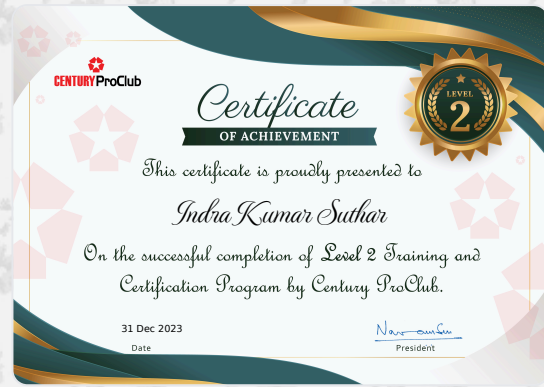 CENTURY ProClub
Certificate
OF ACHIEVEMENT
LEVEL
2
This certificate is proudly presented to
Indra Kumar Suthar
On the successful completion of Level 2 Training and
Certification Program by Century ProClub.
31 Dec 2023
Date
President